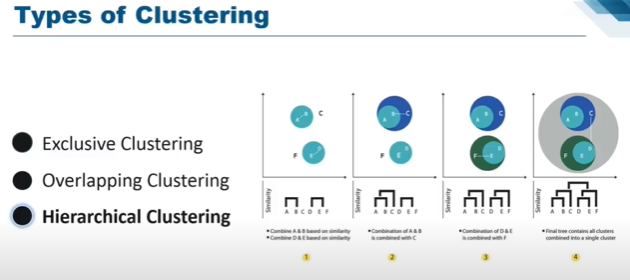 Types of Clustering
Exclusive Clustering
Overlapping Clustering
Hierarchical Clustering
A B C
F E D
A B C
F E D
A B C
F E D
A B C
F E D
Similarity
A B C D E F
Similarity
A B C D E F
Similarity
A B C D E F
Similarity
A B C D E F
• Combine A & B based on similarity
• Combine D & E based on similarity
• Combination of A & B
is combined with C
• Combination of D & E
is combined with F
• Final tree contains all clusters
combined into a single cluster
1
2
3
4